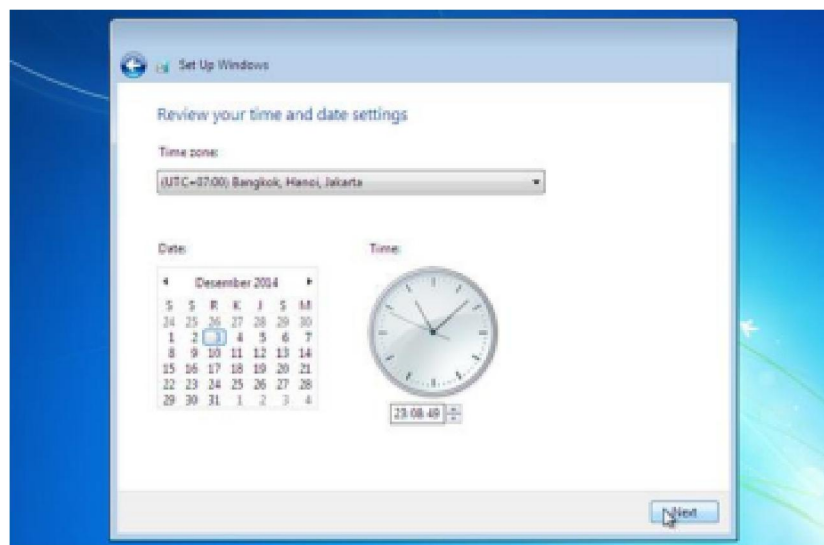 Set Up Windows
Review your time and date settings
Time zone:
(UTC+07:00) Bangkok, Hanoi, Jakarta
Date:
Time:
Desember 2014
S S R K J S M
24 25 26 27 28 29 30
1 2 3 4 5 6 7
8 9 10 11 12 13 14
15 16 17 18 19 20 21
22 23 24 25 26 27 28
29 30 31 1 2 3 4
23:08:49
Next